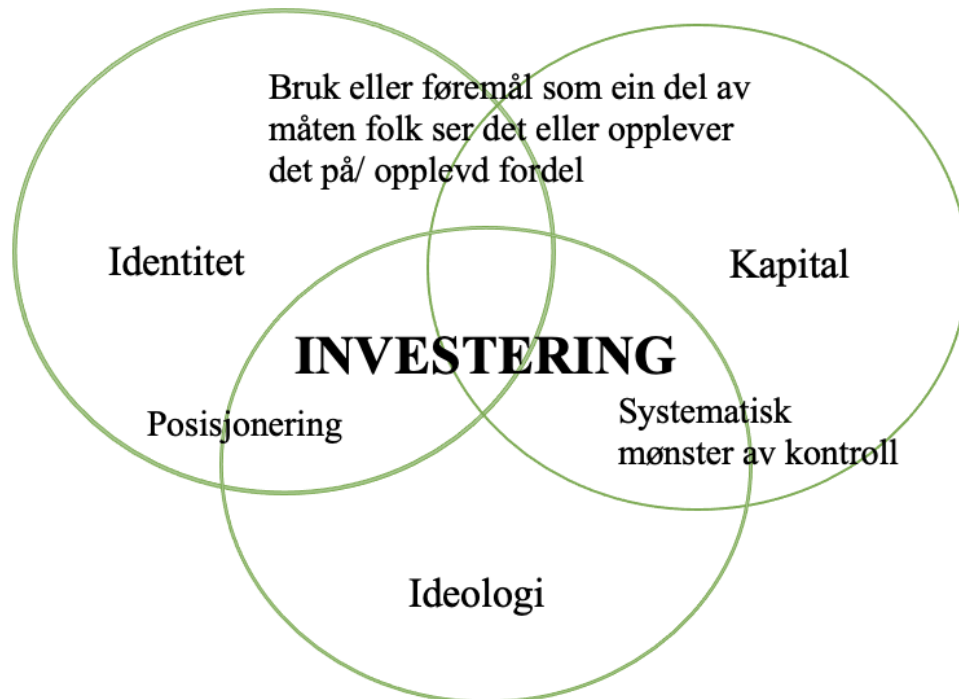 Bruk eller føremål som ein del av
måten folk ser det eller opplever
det på/ opplevd fordel
Identitet
Kapital
INVESTERING
Posisjonering
Systematisk
mønster av kontroll
Ideologi